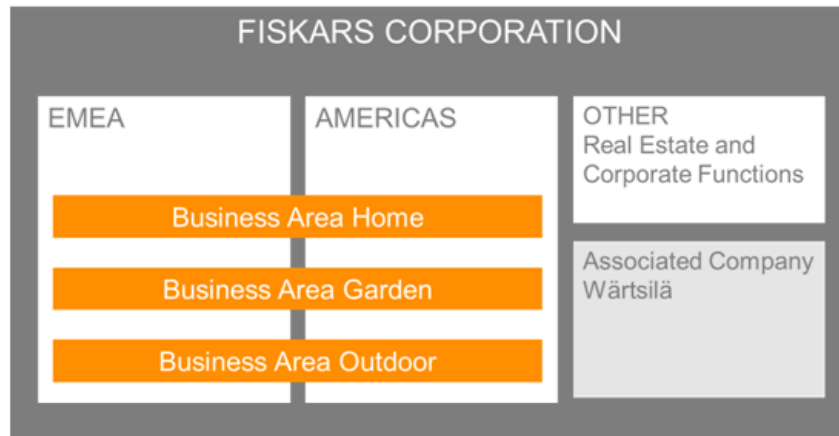 FISKARS CORPORATION
EMEA
AMERICAS
Business Area Home
Business Area Garden
Business Area Outdoor
OTHER
Real Estate and
Corporate Functions
Associated Company
Wärtsilä